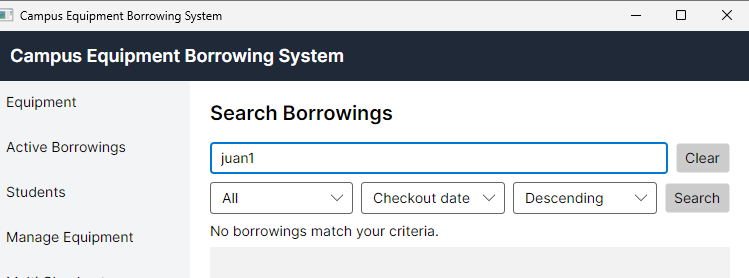 Campus Equipment Borrowing System
Campus Equipment Borrowing System
Equipment
Active Borrowings
Students
Manage Equipment
Search Borrowings
juan1
Clear
All
Checkout date
Descending
Search
No borrowings match your criteria.